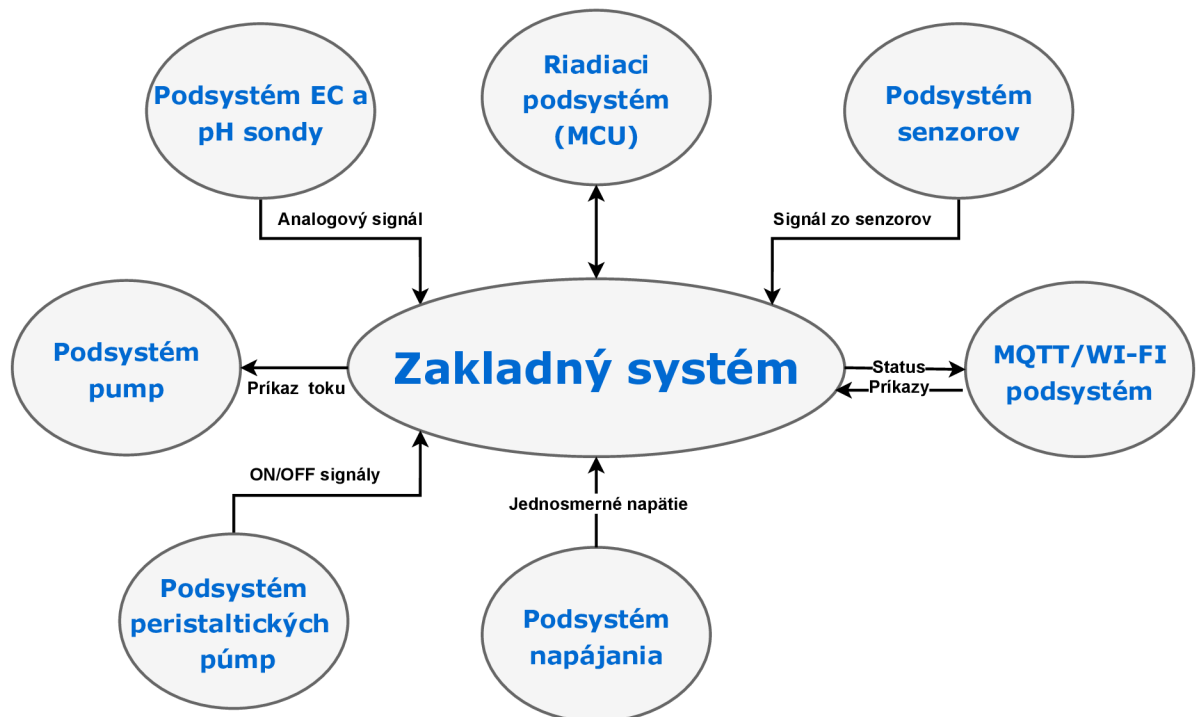 Podsystém EC a
pH sondy
Riadiaci
podsystém
(MCU)
Podsystém
senzorov
Analogový signál
Signál zo senzorov
Podsystém
pump
Príkaz toku
Zakladný systém
Status
Príkazy
MQTT/WI-FI
podsystém
ON/OFF signály
Jednosmerné napätie
Podsystém
peristaltických
púmp
Podsystém
napájania